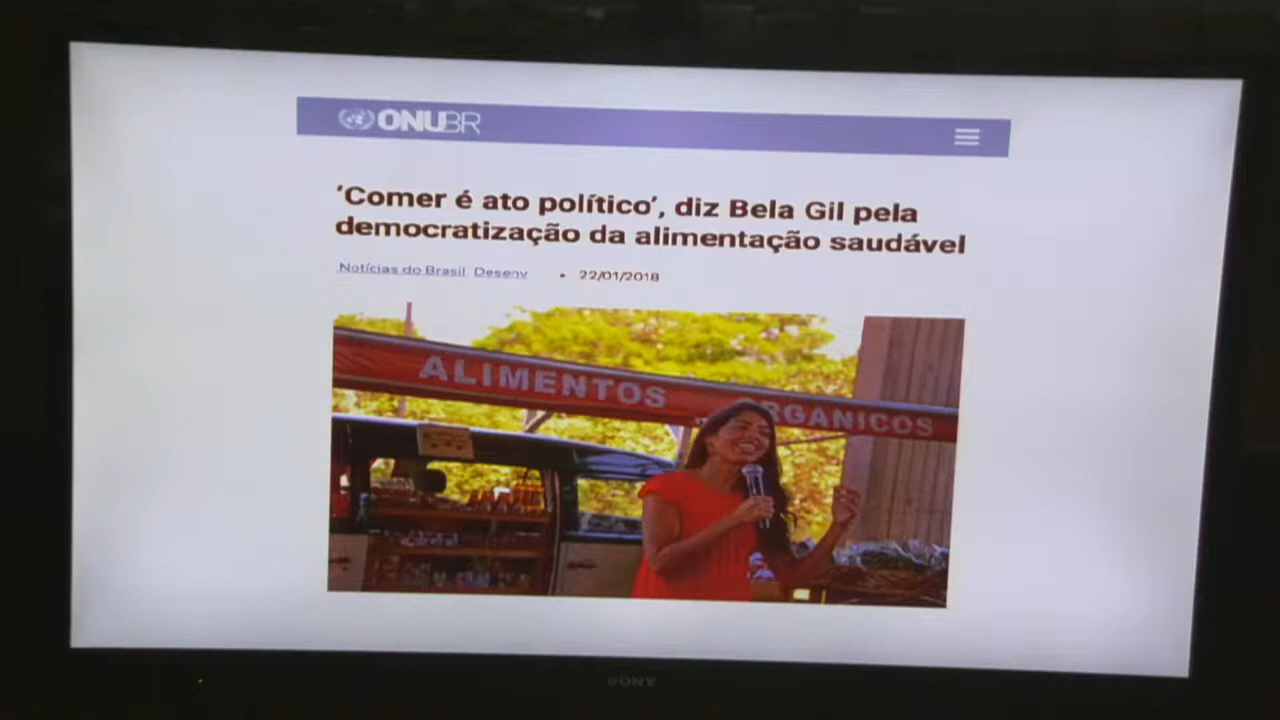 ONUBR
‘Comer é ato político’, diz Bela Gil pela
democratização da alimentação saudável
Notícias do Brasil Desenv • 22/01/2018
ALIMENTOS ORGANICOS
SONY